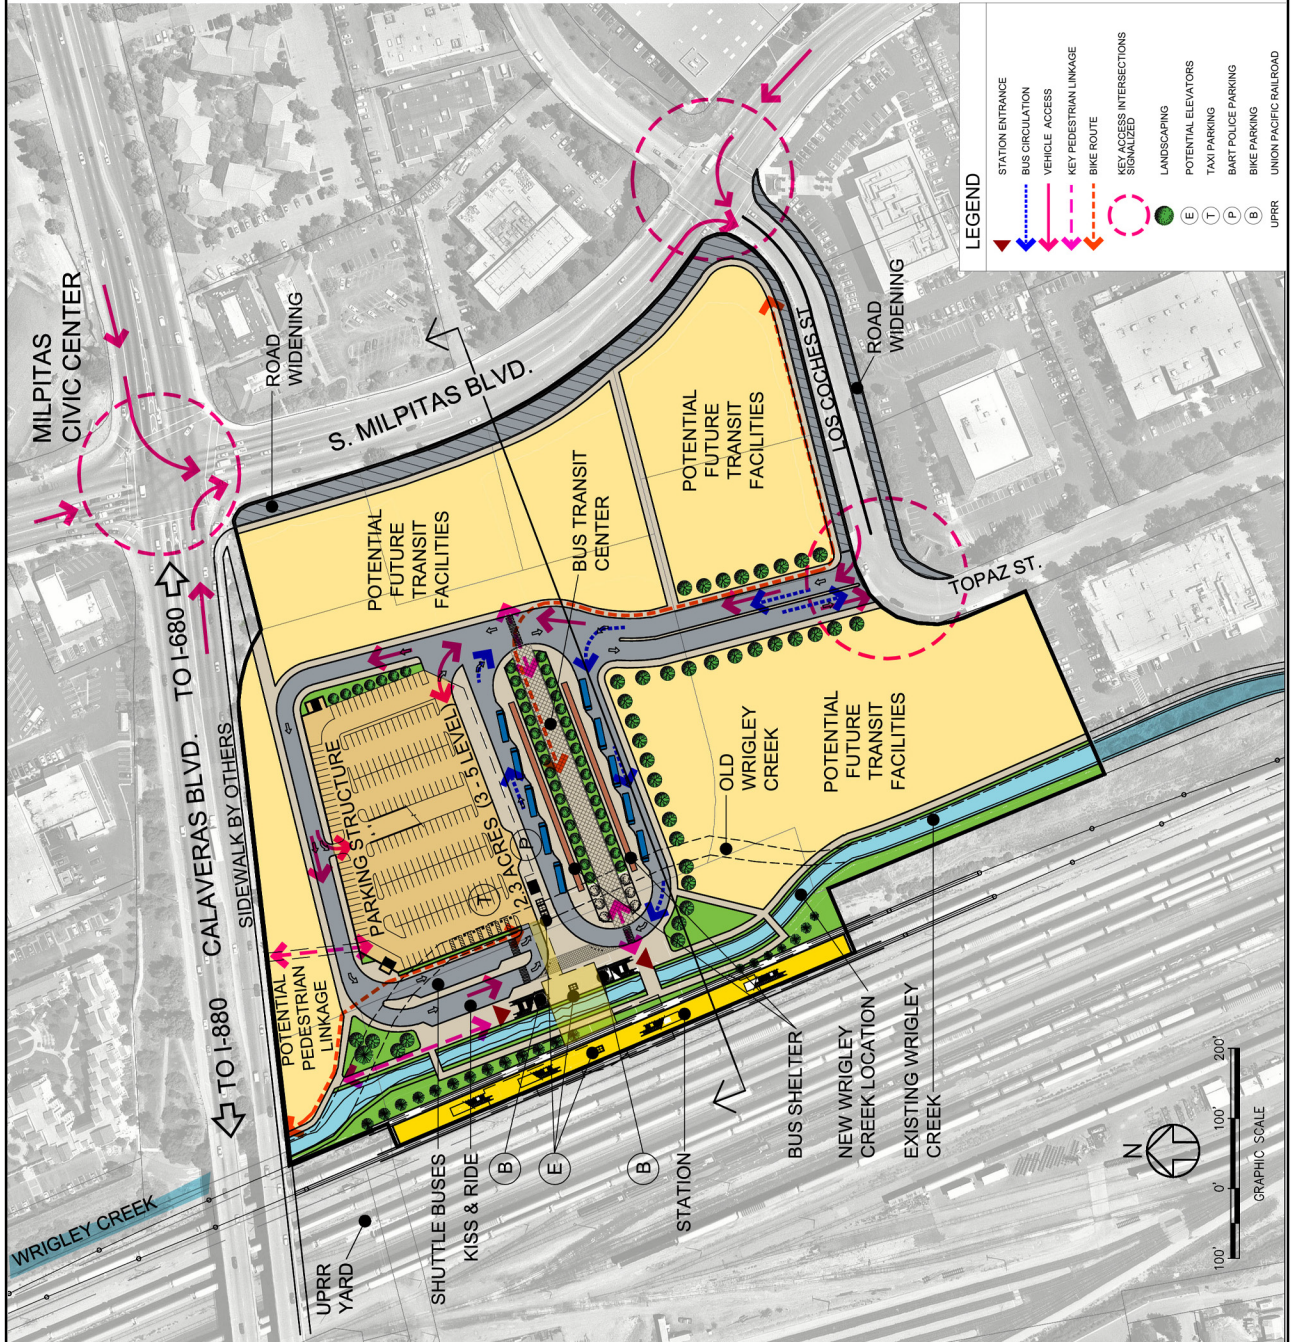 MILPITAS
CIVIC CENTER
ROAD
WIDENING
S. MILPITAS BLVD.
TO I-680
CALAVERAS BLVD.
SIDEWALK BY OTHERS
TO I-880
WRIGLEY CREEK
UPRR
YARD
POTENTIAL
PEDESTRIAN
LINKAGE
POTENTIAL
FUTURE
TRANSIT
FACILITIES
PARKING STRUCTURE
2.3 ACRES (3 - 5 LEVEL)
T
P
BUS TRANSIT
CENTER
POTENTIAL
FUTURE
TRANSIT
FACILITIES
LOS COCHES ST.
ROAD
WIDENING
TOPAZ ST.
OLD
WRIGLEY
CREEK
POTENTIAL
FUTURE
TRANSIT
FACILITIES
SHUTTLE BUSES
KISS & RIDE
B
E
B
STATION
BUS SHELTER
NEW WRIGLEY
CREEK LOCATION
EXISTING WRIGLEY
CREEK
N
100'
0'
100'
200'
GRAPHIC SCALE
LEGEND
STATION ENTRANCE
BUS CIRCULATION
VEHICLE ACCESS
KEY PEDESTRIAN LINKAGE
BIKE ROUTE
KEY ACCESS INTERSECTIONS
SIGNALIZED
LANDSCAPING
E POTENTIAL ELEVATORS
T TAXI PARKING
P BART POLICE PARKING
B BIKE PARKING
UPRR UNION PACIFIC RAILROAD